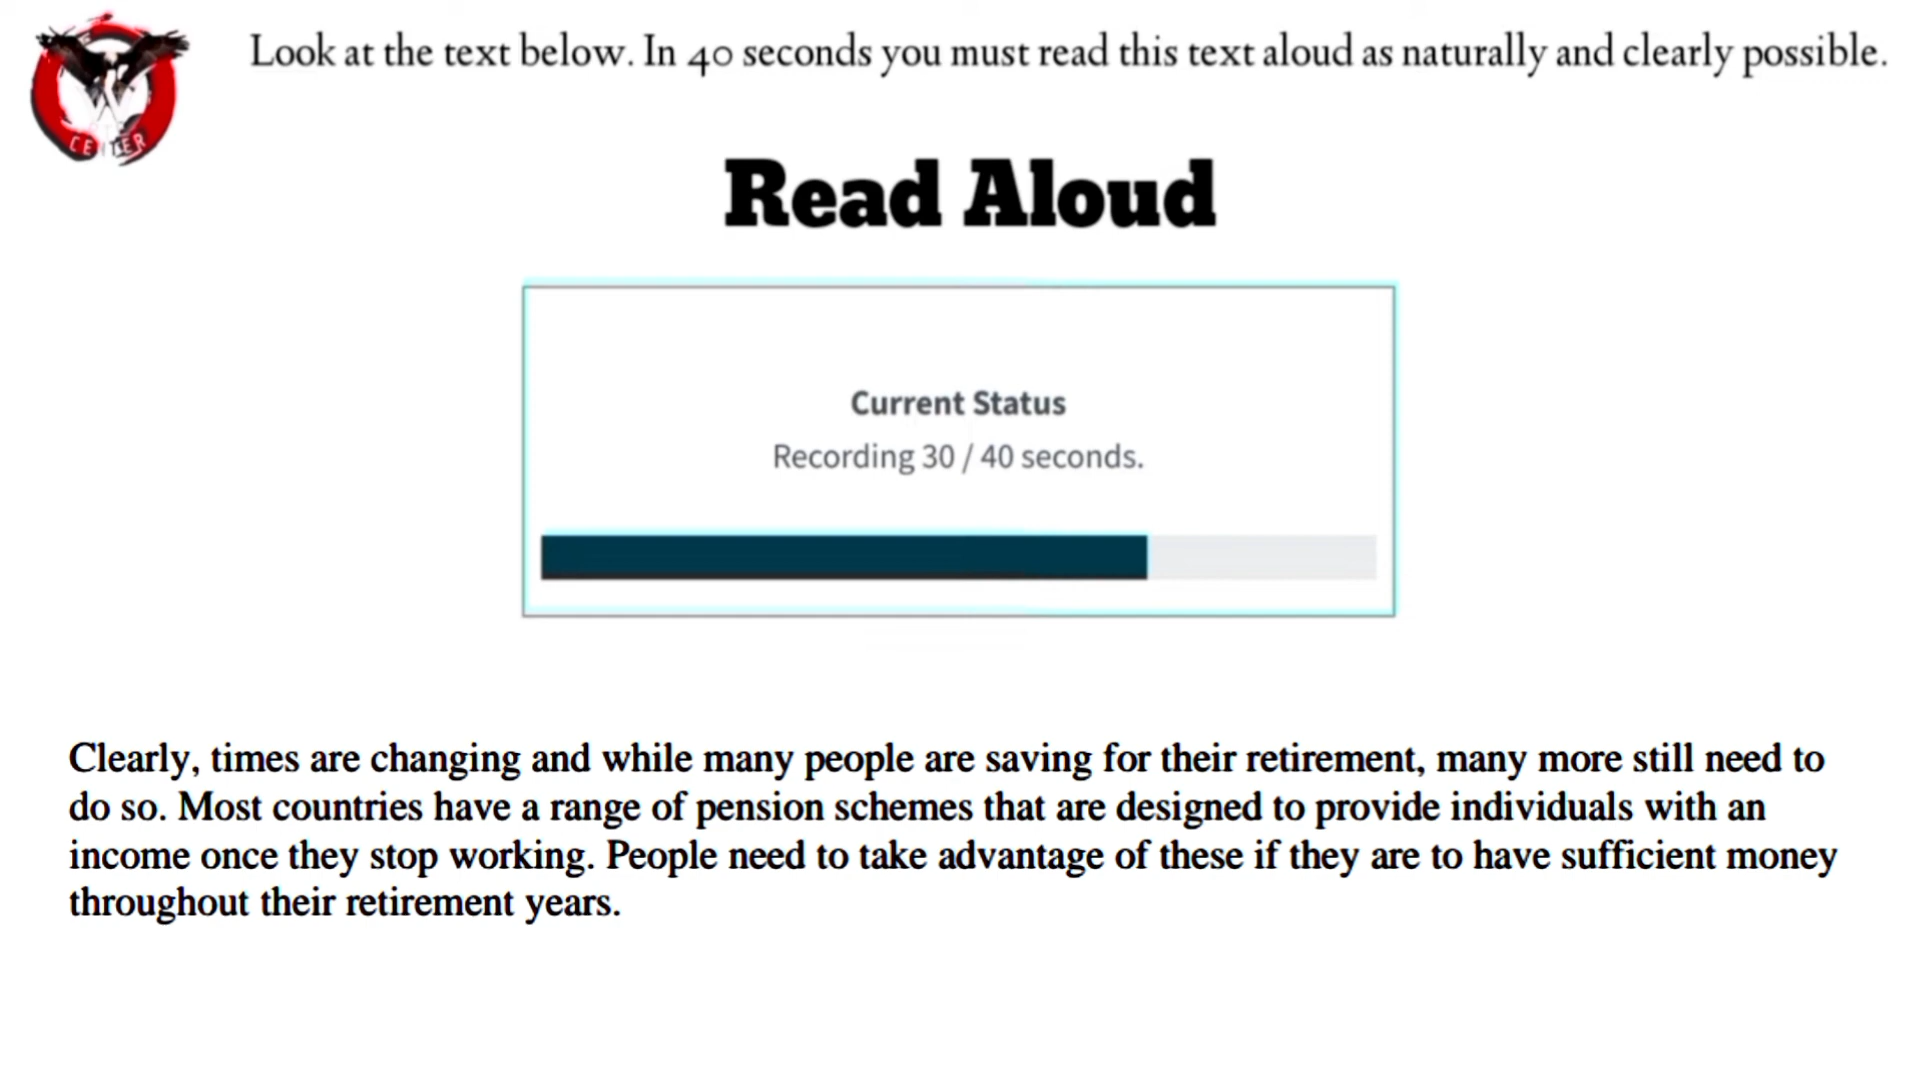 Look at the text below. In 40 seconds you must read this text aloud as naturally and clearly possible.
CENTER
Read Aloud
Current Status
Recording 30 / 40 seconds.
Clearly, times are changing and while many people are saving for their retirement, many more still need to
do so. Most countries have a range of pension schemes that are designed to provide individuals with an
income once they stop working. People need to take advantage of these if they are to have sufficient money
throughout their retirement years.